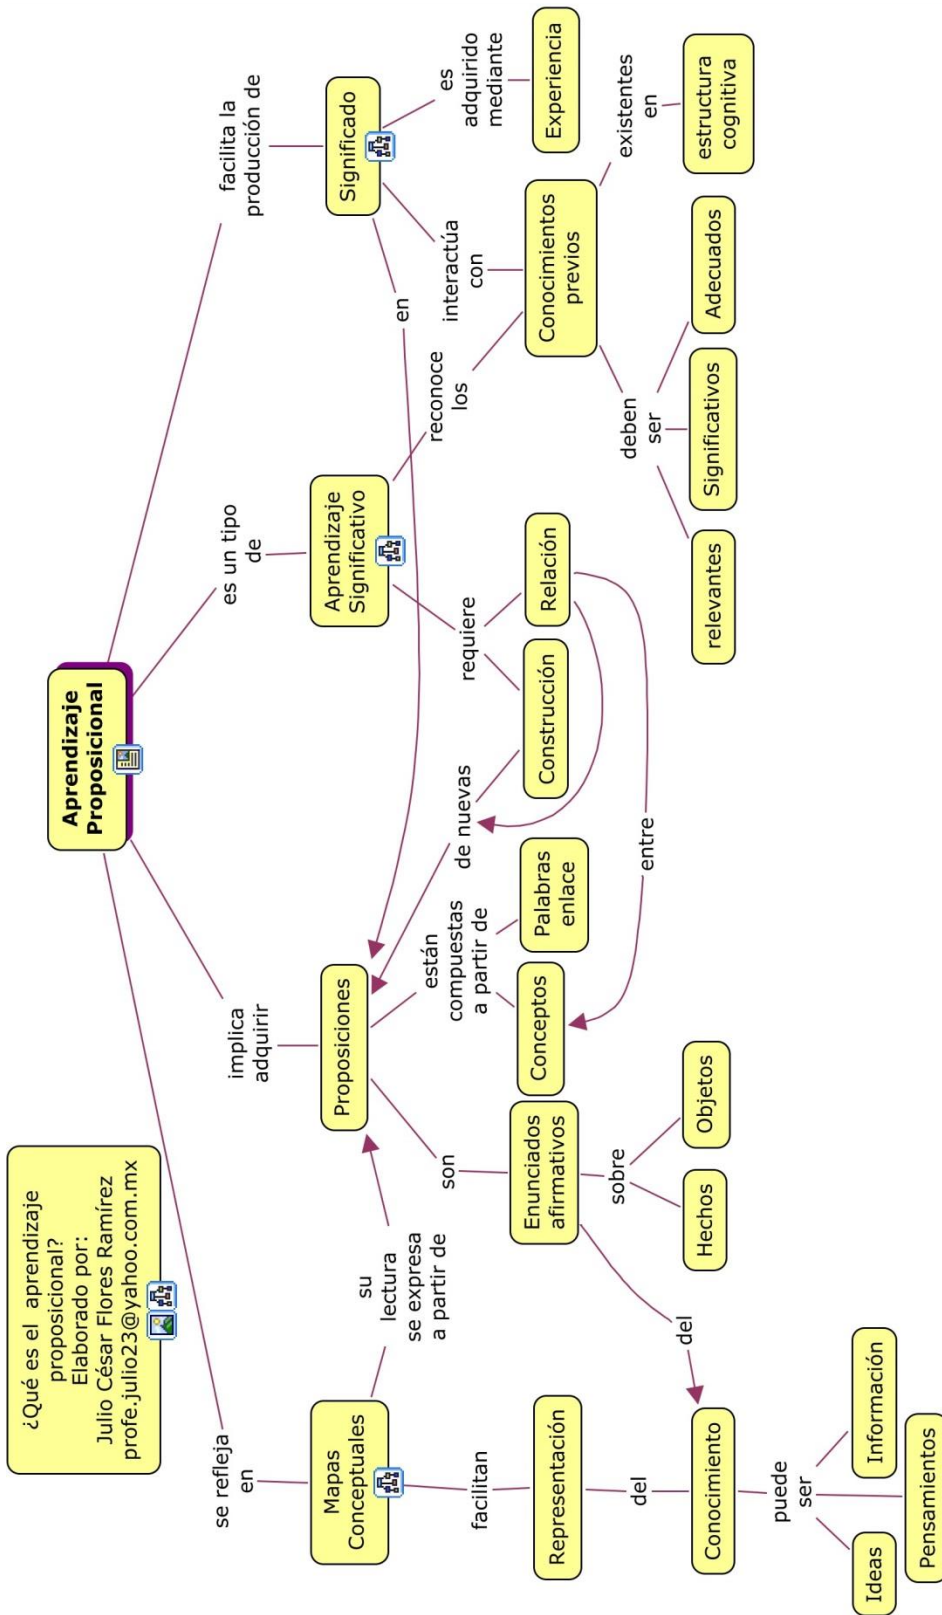 ¿Qué es el aprendizaje
proposicional?
Elaborado por:
Julio César Flores Ramírez
profe.julio23@yahoo.com.mx
Aprendizaje
Proposicional
se refleja
en
implica
adquirir
es un tipo
de
facilita la
producción de
Mapas
Conceptuales
su
lectura
se expresa
a partir de
Proposiciones
Aprendizaje
Significativo
en
Significado
facilitan
son
están
compuestas
a partir de
de nuevas
requiere
reconoce
los
interactúa
con
es
adquirido
mediante
Representación
Enunciados
afirmativos
Conceptos
Palabras
enlace
Construcción
Relación
Conocimientos
previos
Experiencia
del
del
sobre
entre
deben
ser
existentes
en
Conocimiento
Hechos
Objetos
relevantes
Significativos
Adecuados
estructura
cognitiva
puede
ser
Ideas
Pensamientos
Información